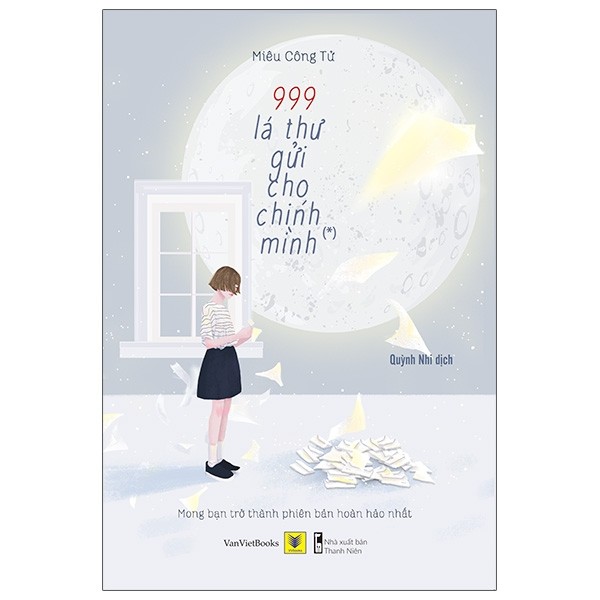 Miêu Công Tử
999
lá thư
gửi
cho
chính
mình (*)
Quỳnh Nhi dịch
Mong bạn trở thành phiên bản hoàn hảo nhất
VanVietBooks
Nhà xuất bản
Thanh Niên